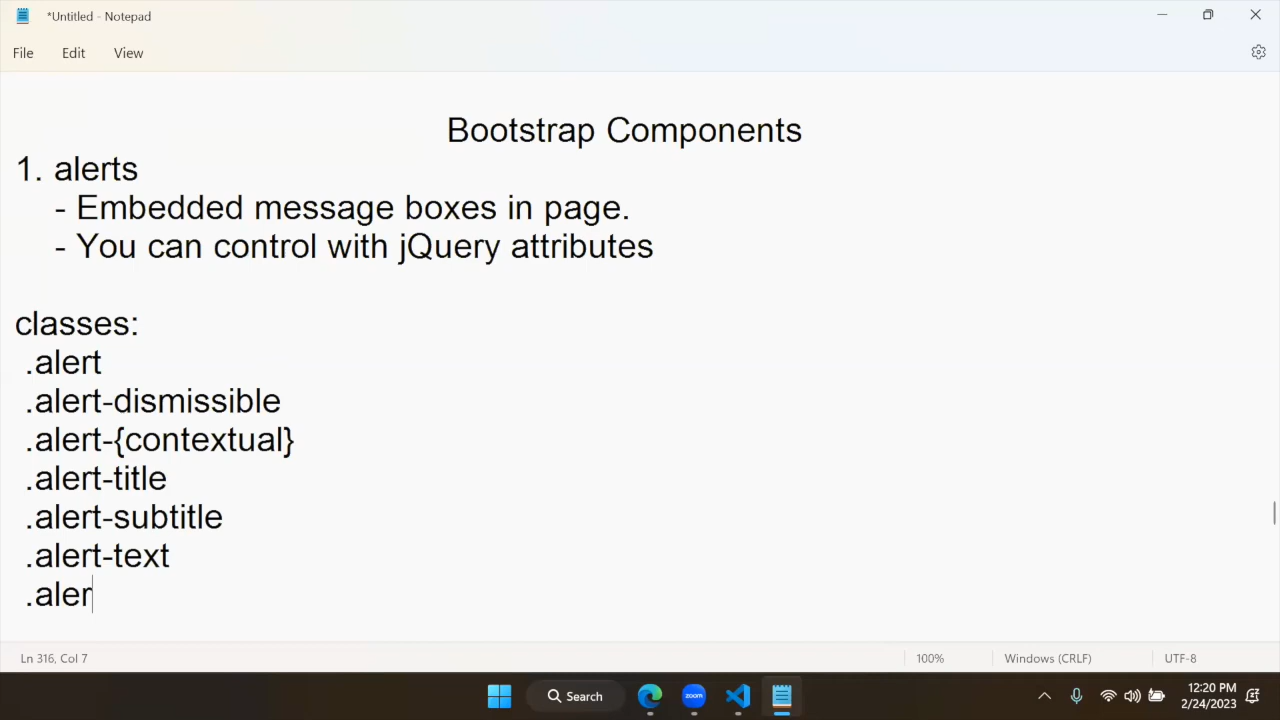 *Untitled - Notepad
File Edit View
Bootstrap Components
1. alerts
- Embedded message boxes in page.
- You can control with jQuery attributes
classes:
.alert
.alert-dismissible
.alert-{contextual}
.alert-title
.alert-subtitle
.alert-text
.aler
Ln 316, Col 7 100% Windows (CRLF) UTF-8
Search zoom 12:20 PM
2/24/2023